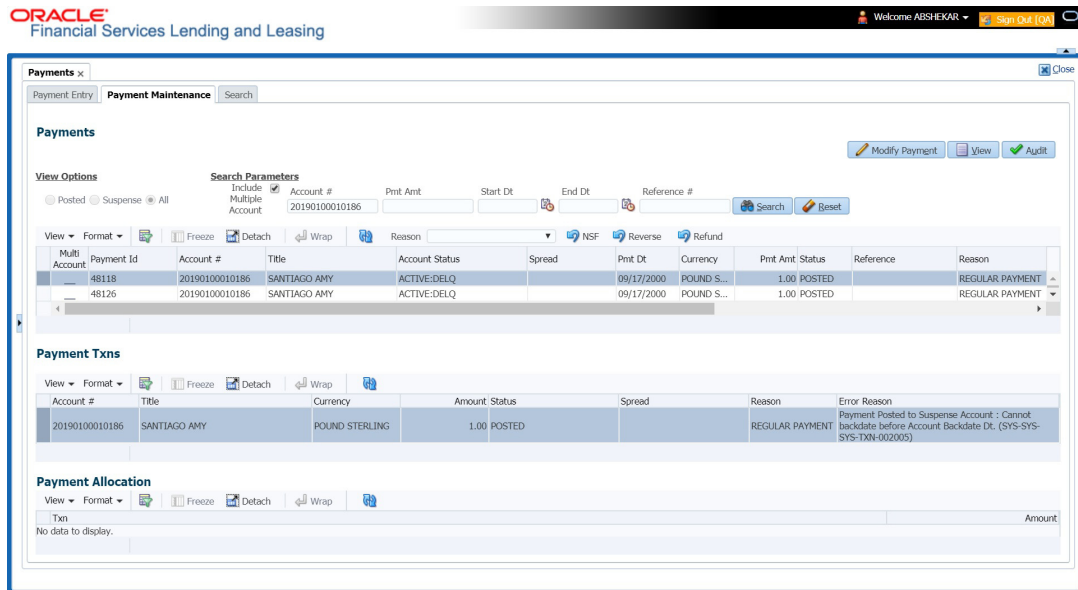 ORACLE®
Financial Services Lending and Leasing
Welcome ABSHEKAR
Sign Out [QA]
Payments
Close
Payment Entry Payment Maintenance Search
Payments
Modify Payment View Audit
View Options
Search Parameters
Posted Suspense All
Include Multiple Account
Account # Pmt Amt Start Dt End Dt Reference #
20190100010186
Search Reset
View Format Freeze Detach Wrap Reason NSF Reverse Refund
Multi Account Payment Id Account # Title Account Status Spread Pmt Dt Currency Pmt Amt Status Reference Reason
__ 48118 20190100010186 SANTIAGO AMY ACTIVE:DELQ 09/17/2000 POUND S... 1.00 POSTED REGULAR PAYMENT
__ 48126 20190100010186 SANTIAGO AMY ACTIVE:DELQ 09/17/2000 POUND S... 1.00 POSTED REGULAR PAYMENT
Payment Txns
View Format Freeze Detach Wrap
Account # Title Currency Amount Status Spread Reason Error Reason
20190100010186 SANTIAGO AMY POUND STERLING 1.00 POSTED REGULAR PAYMENT Payment Posted to Suspense Account : Cannot
backdate before Account Backdate Dt. (SYS-SYS-
SYS-TXN-002005)
Payment Allocation
View Format Freeze Detach Wrap
Txn Amount
No data to display.